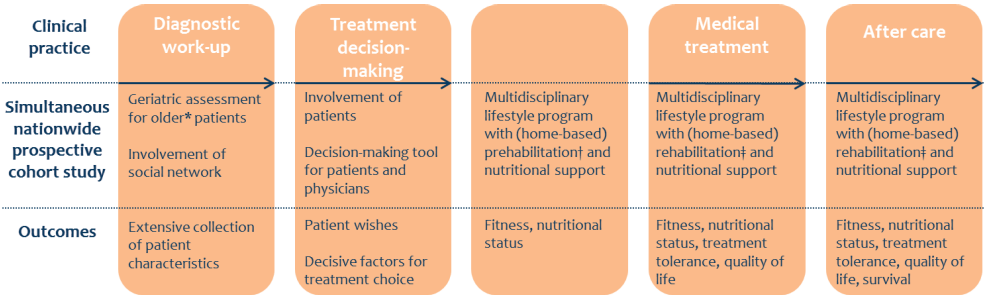 Clinical
practice
Diagnostic
work-up
Treatment
decision-
making
Medical
treatment
After care
Simultaneous
nationwide
prospective
cohort study
Geriatric assessment
for older* patients
Involvement of
social network
Involvement of
patients
Decision-making tool
for patients and
physicians
Multidisciplinary
lifestyle program
with (home-based)
prehabilitation† and
nutritional support
Multidisciplinary
lifestyle program
with (home-based)
rehabilitation‡ and
nutritional support
Multidisciplinary
lifestyle program
with (home-based)
rehabilitation‡ and
nutritional support
Outcomes
Extensive collection
of patient
characteristics
Patient wishes
Decisive factors for
treatment choice
Fitness, nutritional
status
Fitness, nutritional
status, treatment
tolerance, quality of
life
Fitness, nutritional
status, treatment
tolerance, quality of
life, survival